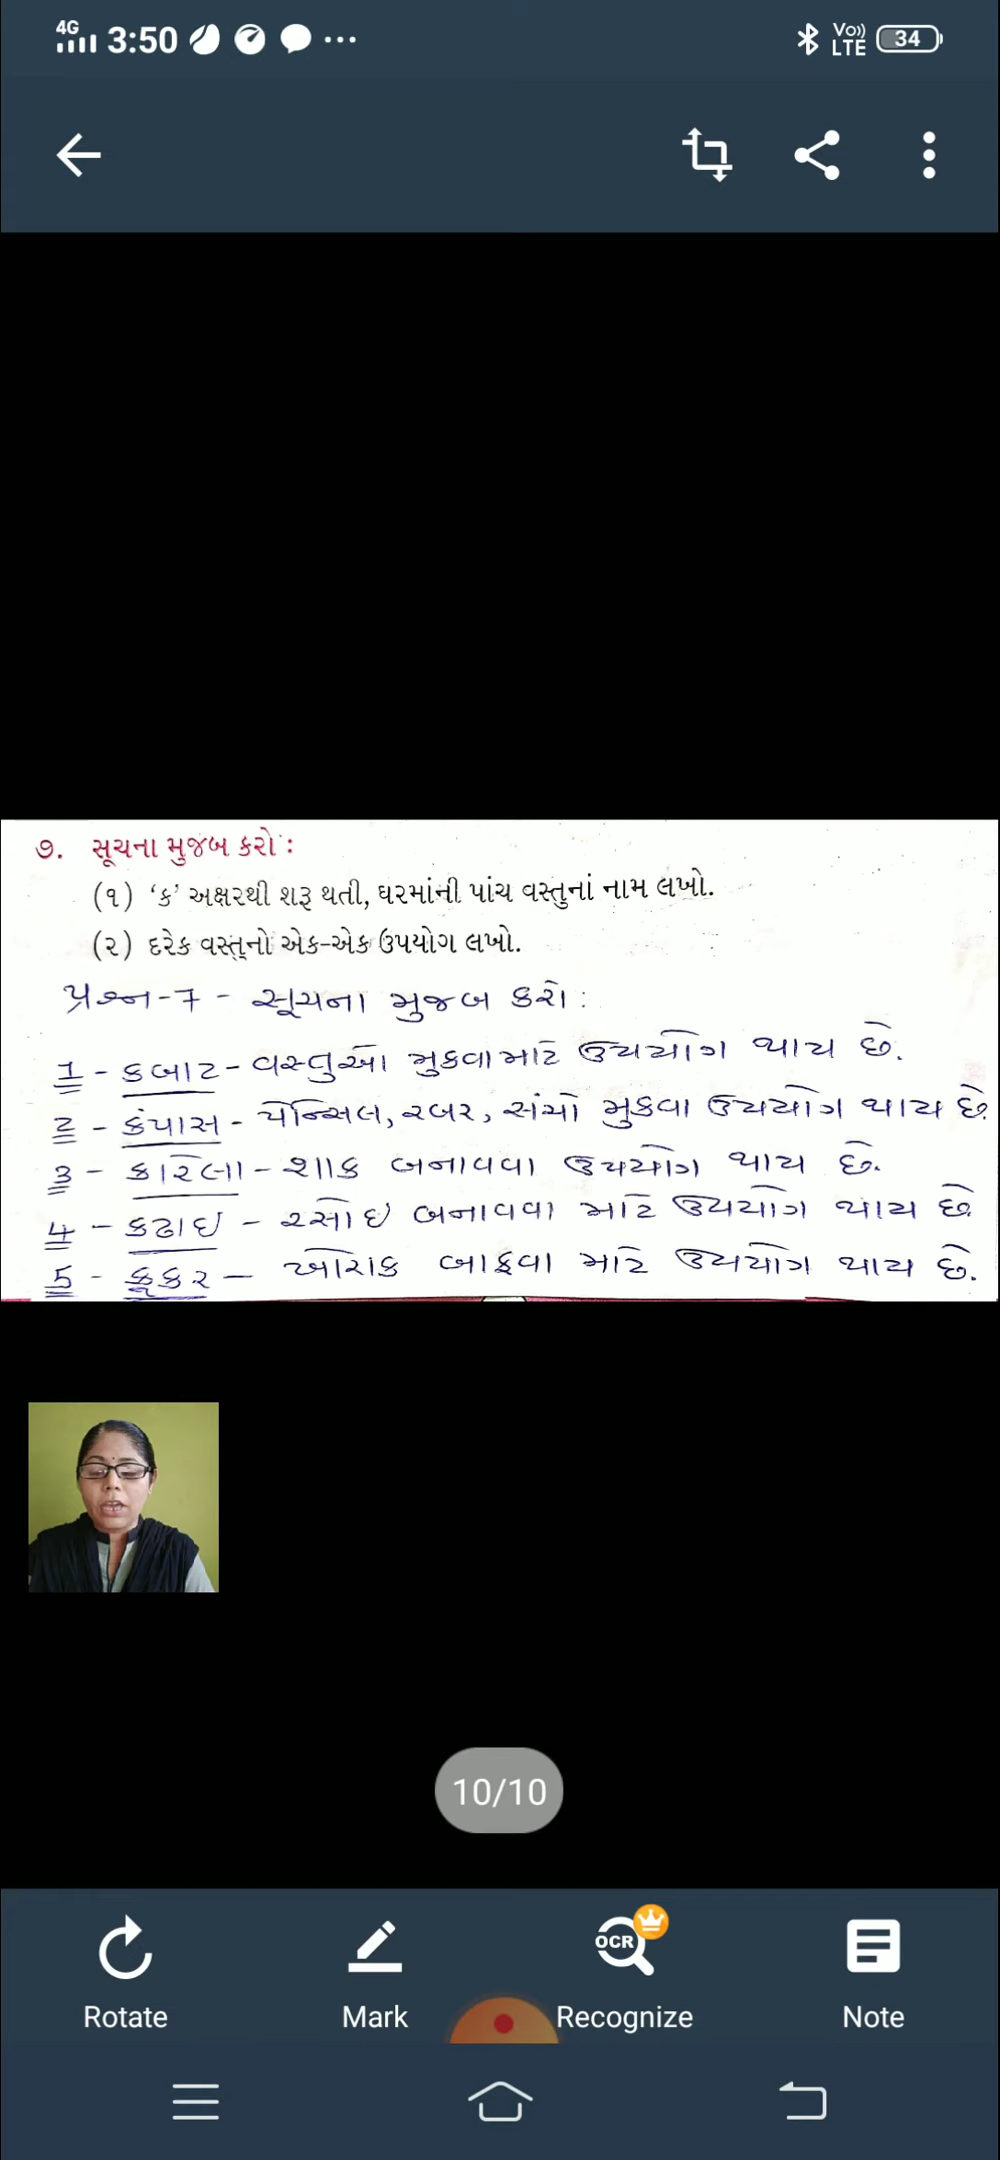 4G 3:50 ... Vo)) LTE 34
૭. સૂચના મુજબ કરો :
(૧) ‘ક’ અક્ષરથી શરૂ થતી, ઘરમાંની પાંચ વસ્તુનાં નામ લખો.
(૨) દરેક વસ્તુનો એક-એક ઉપયોગ લખો.
પ્રશ્ન-7 - સૂચના મુજબ કરો :
1 - કબાટ - વસ્તુઓ મુકવા માટે ઉપયોગ થાય છે.
2 - કંપાસ - પેન્સિલ, રબર, સંચો મુકવા ઉપયોગ થાય છે.
3 - કારેલા - શાક બનાવવા ઉપયોગ થાય છે.
4 - કઢાઇ - રસોઇ બનાવવા માટે ઉપયોગ થાય છે
5 - કૂકર - ખોરાક બાફવા માટે ઉપયોગ થાય છે.
10/10
OCR
Rotate Mark Recognize Note